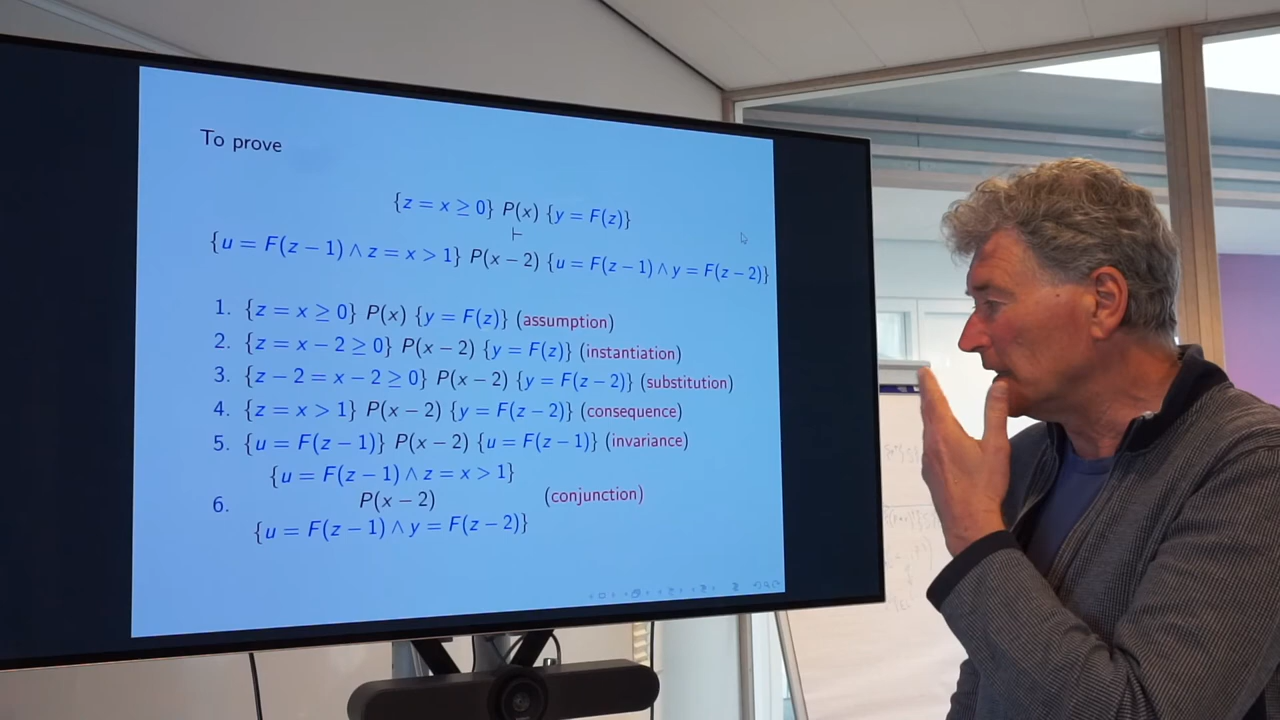 To prove
{z = x ≥ 0} P(x) {y = F(z)}
⊢
{u = F(z − 1) ∧ z = x > 1} P(x − 2) {u = F(z − 1) ∧ y = F(z − 2)}
1. {z = x ≥ 0} P(x) {y = F(z)} (assumption)
2. {z = x − 2 ≥ 0} P(x − 2) {y = F(z)} (instantiation)
3. {z − 2 = x − 2 ≥ 0} P(x − 2) {y = F(z − 2)} (substitution)
4. {z = x > 1} P(x − 2) {y = F(z − 2)} (consequence)
5. {u = F(z − 1)} P(x − 2) {u = F(z − 1)} (invariance)
{u = F(z − 1) ∧ z = x > 1}
6. P(x − 2) (conjunction)
{u = F(z − 1) ∧ y = F(z − 2)}